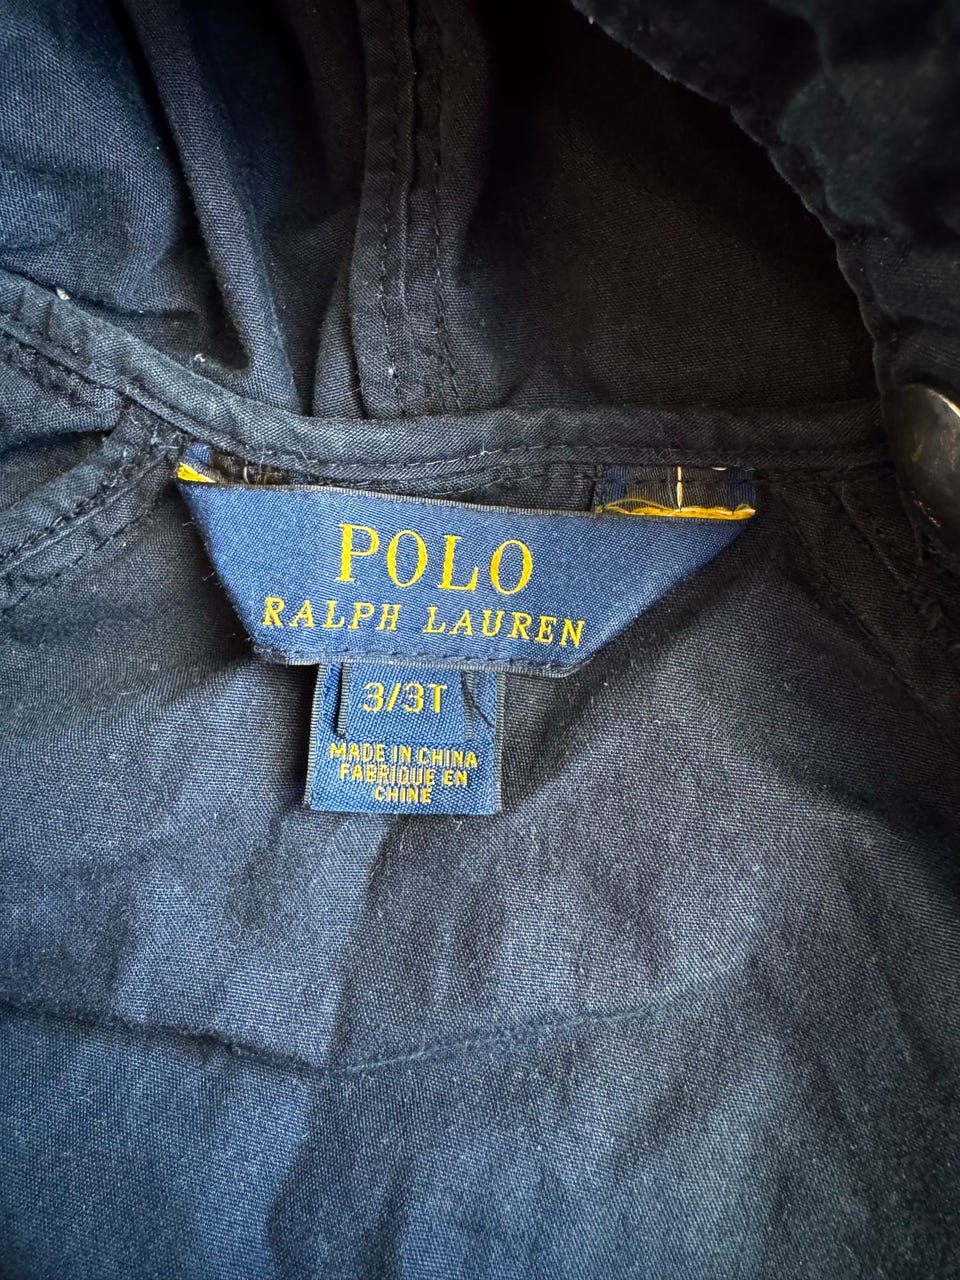 POLO
RALPH LAUREN
3/3T
MADE IN CHINA
FABRIQUE EN
CHINE